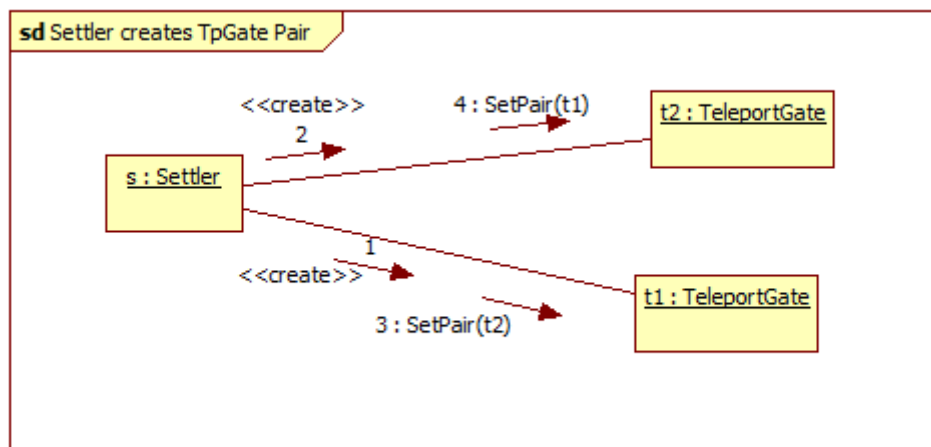 sd Settler creates TpGate Pair
<<create>>
2
4 : SetPair(t1)
t2 : TeleportGate
s : Settler
1
<<create>>
3 : SetPair(t2)
t1 : TeleportGate